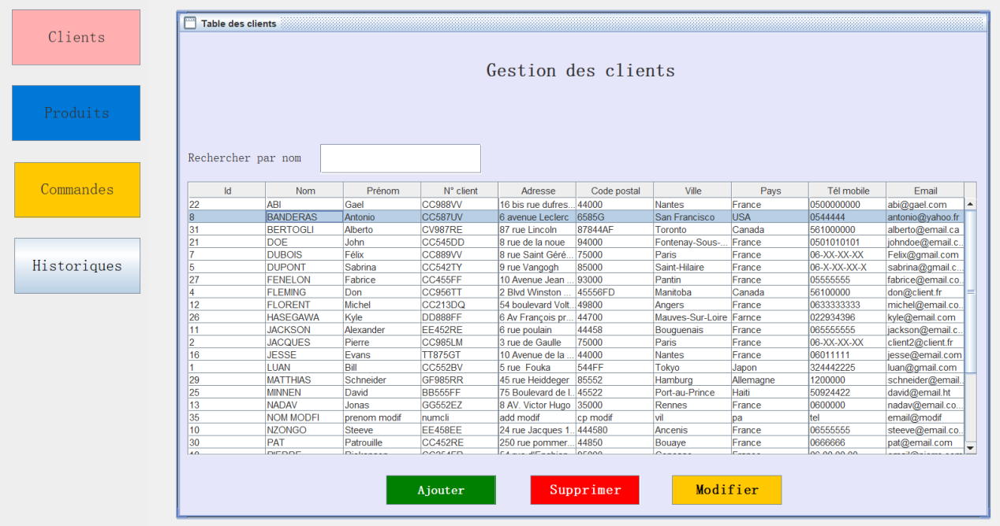 Clients
Produits
Commandes
Historiques
Table des clients
Gestion des clients
Rechercher par nom
Id Nom Prénom N° client Adresse Code postal Ville Pays Tél mobile Email
22 ABI Gael CC988VV 16 bis rue dufres... 44000 Nantes France 0500000000 abi@gael.com
8 BANDERAS Antonio CC587UV 6 avenue Leclerc 6585G San Francisco USA 0544444 antonio@yahoo.fr
31 BERTOGLI Alberto CV987RE 87 rue Lincoln 87844AF Toronto Canada 561000000 alberto@email.ca
21 DOE John CC545DD 8 rue de la noue 94000 Fontenay-Sous-... France 0501010101 johndoe@email.c...
7 DUBOIS Félix CC889VV 8 rue Saint Géré... 75000 Paris France 06-XX-XX-XX Felix@gmail.com
5 DUPONT Sabrina CC542TY 9 rue Vangogh 85000 Saint-Hilaire France 06-X-XX-XX-X sabrina@gmail.c...
27 FENELON Fabrice CC455FF 10 Avenue Jean ... 93000 Pantin France 05555555 fabrice@email.co...
4 FLEMING Don CC956TT 2 Blvd Winston ... 45556FD Manitoba Canada 56100000 don@client.fr
12 FLORENT Michel CC213DQ 54 boulevard Volt... 49800 Angers France 0633333333 michel@email.co...
26 HASEGAWA Kyle DD888FF 6 Av François pr... 44700 Mauves-Sur-Loire Farnce 022934396 kyle@email.com
11 JACKSON Alexander EE452RE 6 rue poulain 44458 Bouguenais France 065555555 jackson@email.c...
2 JACQUES Pierre CC985LM 3 rue de Gaulle 75000 Paris France 06-XX-XX-XX client2@client.fr
16 JESSE Evans TT875GT 10 Avenue de la ... 44000 Nantes France 06011111 jesse@email.com
1 LUAN Bill CC552BV 5 rue Fouka 544FF Tokyo Japon 324442225 luan@gmail.com
29 MATTHIAS Schneider GF985RR 45 rue Heiddeger 85552 Hamburg Allemagne 1200000 schneider@email...
25 MINNEN David BB555FF 75 Boulevard de l... 45522 Port-au-Prince Haiti 50924422 david@email.ht
13 NADAV Jonas GG552EZ 8 AV. Victor Hugo 35000 Rennes France 0600000 nadav@email.co...
35 NOM MODFI prenom modif numcli add modif cp modif vil pa tel email@modif
10 NZONGO Steeve EE458EE 24 rue Jacques 1... 444580 Ancenis France 06555555 steeve@email.co...
30 PAT Patrouille CC452RE 250 rue pommer... 44850 Bouaye France 0666666 pat@email.com
Ajouter Supprimer Modifier